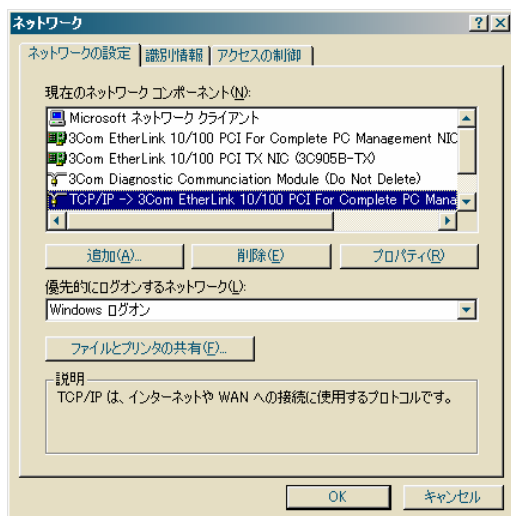 ネットワーク
ネットワークの設定 識別情報 アクセスの制御
現在のネットワーク コンポーネント(N):
Microsoft ネットワーク クライアント
3Com EtherLink 10/100 PCI For Complete PC Management NIC
3Com EtherLink 10/100 PCI TX NIC (3C905B-TX)
3Com Diagnostic Communciation Module (Do Not Delete)
TCP/IP -> 3Com EtherLink 10/100 PCI For Complete PC Mana
追加(A)... 削除(E) プロパティ(R)
優先的にログオンするネットワーク(L):
Windows ログオン
ファイルとプリンタの共有(F)...
説明
TCP/IP は、インターネットや WAN への接続に使用するプロトコルです。
OK キャンセル